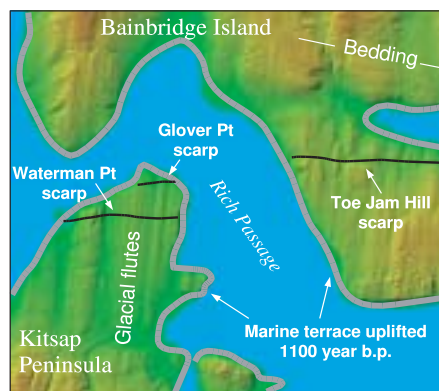 Bainbridge Island
Bedding
Glover Pt
scarp
Waterman Pt
scarp
Rich Passage
Toe Jam Hill
scarp
Glacial flutes
Marine terrace uplifted
1100 year b.p.
Kitsap
Peninsula